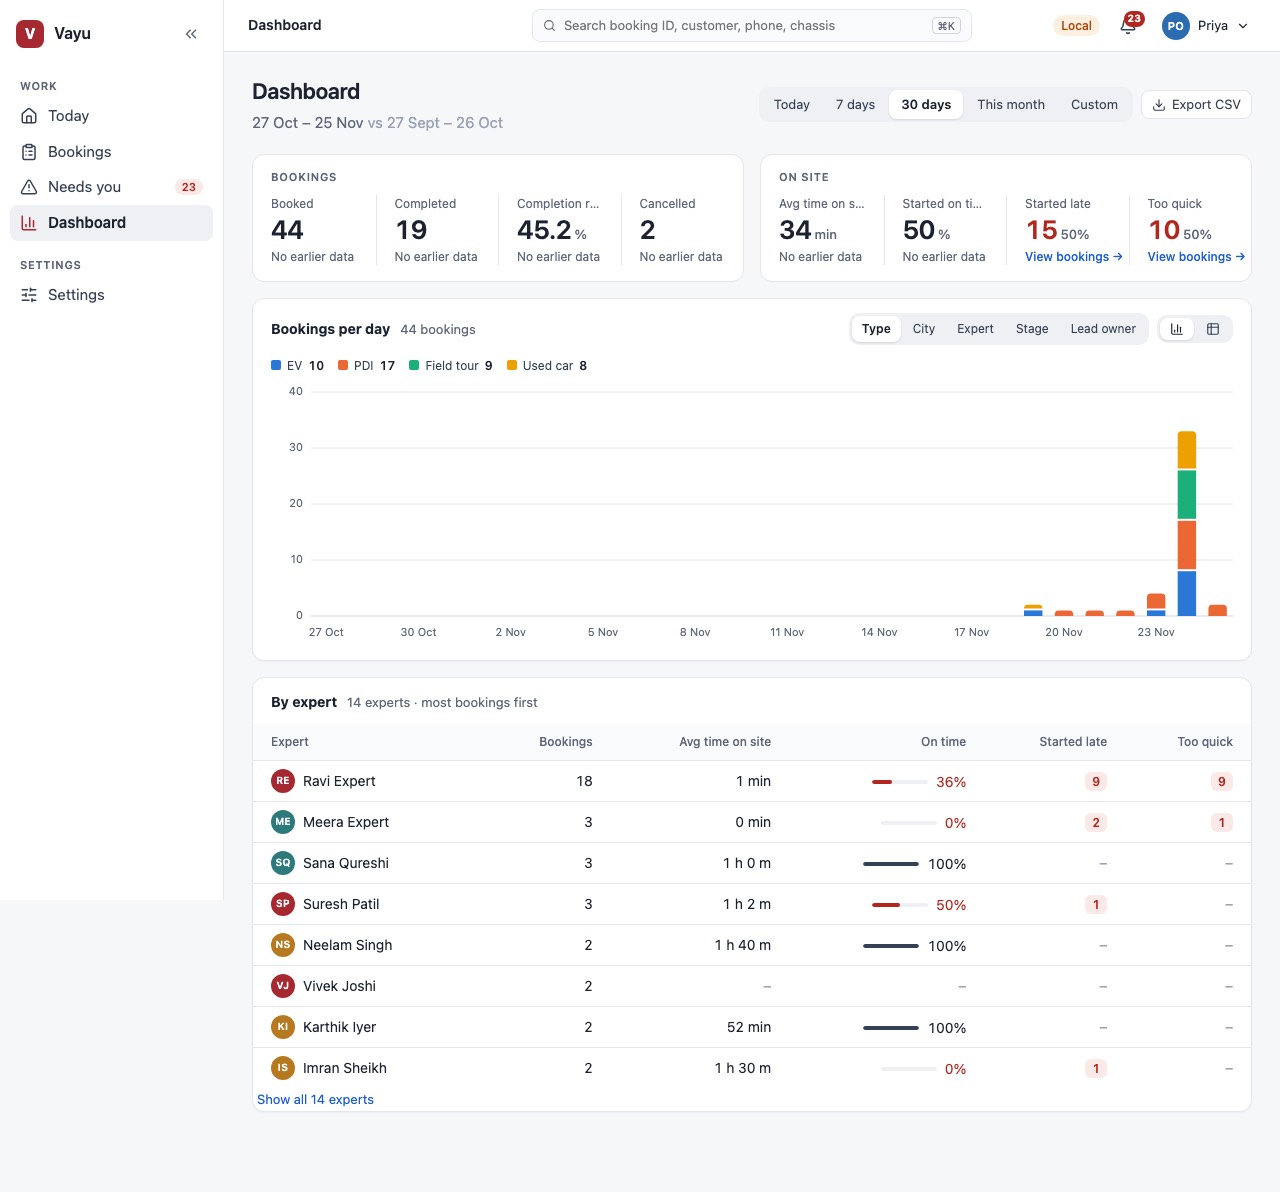 V Vayu
Dashboard
Search booking ID, customer, phone, chassis
⌘K
Local
23
PO Priya
WORK
Today
Bookings
Needs you 23
Dashboard
SETTINGS
Settings
Dashboard
27 Oct – 25 Nov vs 27 Sept – 26 Oct
Today 7 days 30 days This month Custom
Export CSV
BOOKINGS
Booked Completed Completion r... Cancelled
44 19 45.2 % 2
No earlier data No earlier data No earlier data No earlier data
ON SITE
Avg time on s... Started on ti... Started late Too quick
34 min 50 % 15 50% 10 50%
No earlier data No earlier data View bookings → View bookings →
Bookings per day 44 bookings
Type City Expert Stage Lead owner
EV 10 PDI 17 Field tour 9 Used car 8
40
30
20
10
0
27 Oct 30 Oct 2 Nov 5 Nov 8 Nov 11 Nov 14 Nov 17 Nov 20 Nov 23 Nov
By expert 14 experts · most bookings first
Expert Bookings Avg time on site On time Started late Too quick
RE Ravi Expert 18 1 min 36% 9 9
ME Meera Expert 3 0 min 0% 2 1
SQ Sana Qureshi 3 1 h 0 m 100% – –
SP Suresh Patil 3 1 h 2 m 50% 1 –
NS Neelam Singh 2 1 h 40 m 100% – –
VJ Vivek Joshi 2 – – – –
KI Karthik Iyer 2 52 min 100% – –
IS Imran Sheikh 2 1 h 30 m 0% 1 –
Show all 14 experts